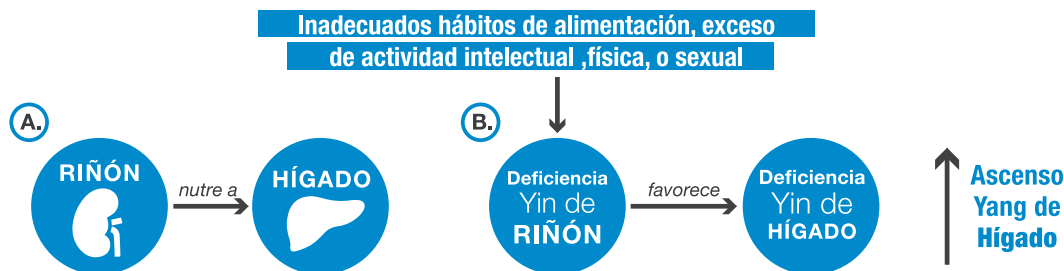 Inadecuados hábitos de alimentación, exceso
de actividad intelectual ,física, o sexual
A.
RIÑÓN
nutre a
HÍGADO
B.
Deficiencia
Yin de
RIÑÓN
favorece
Deficiencia
Yin de
HÍGADO
Ascenso
Yang de
Hígado